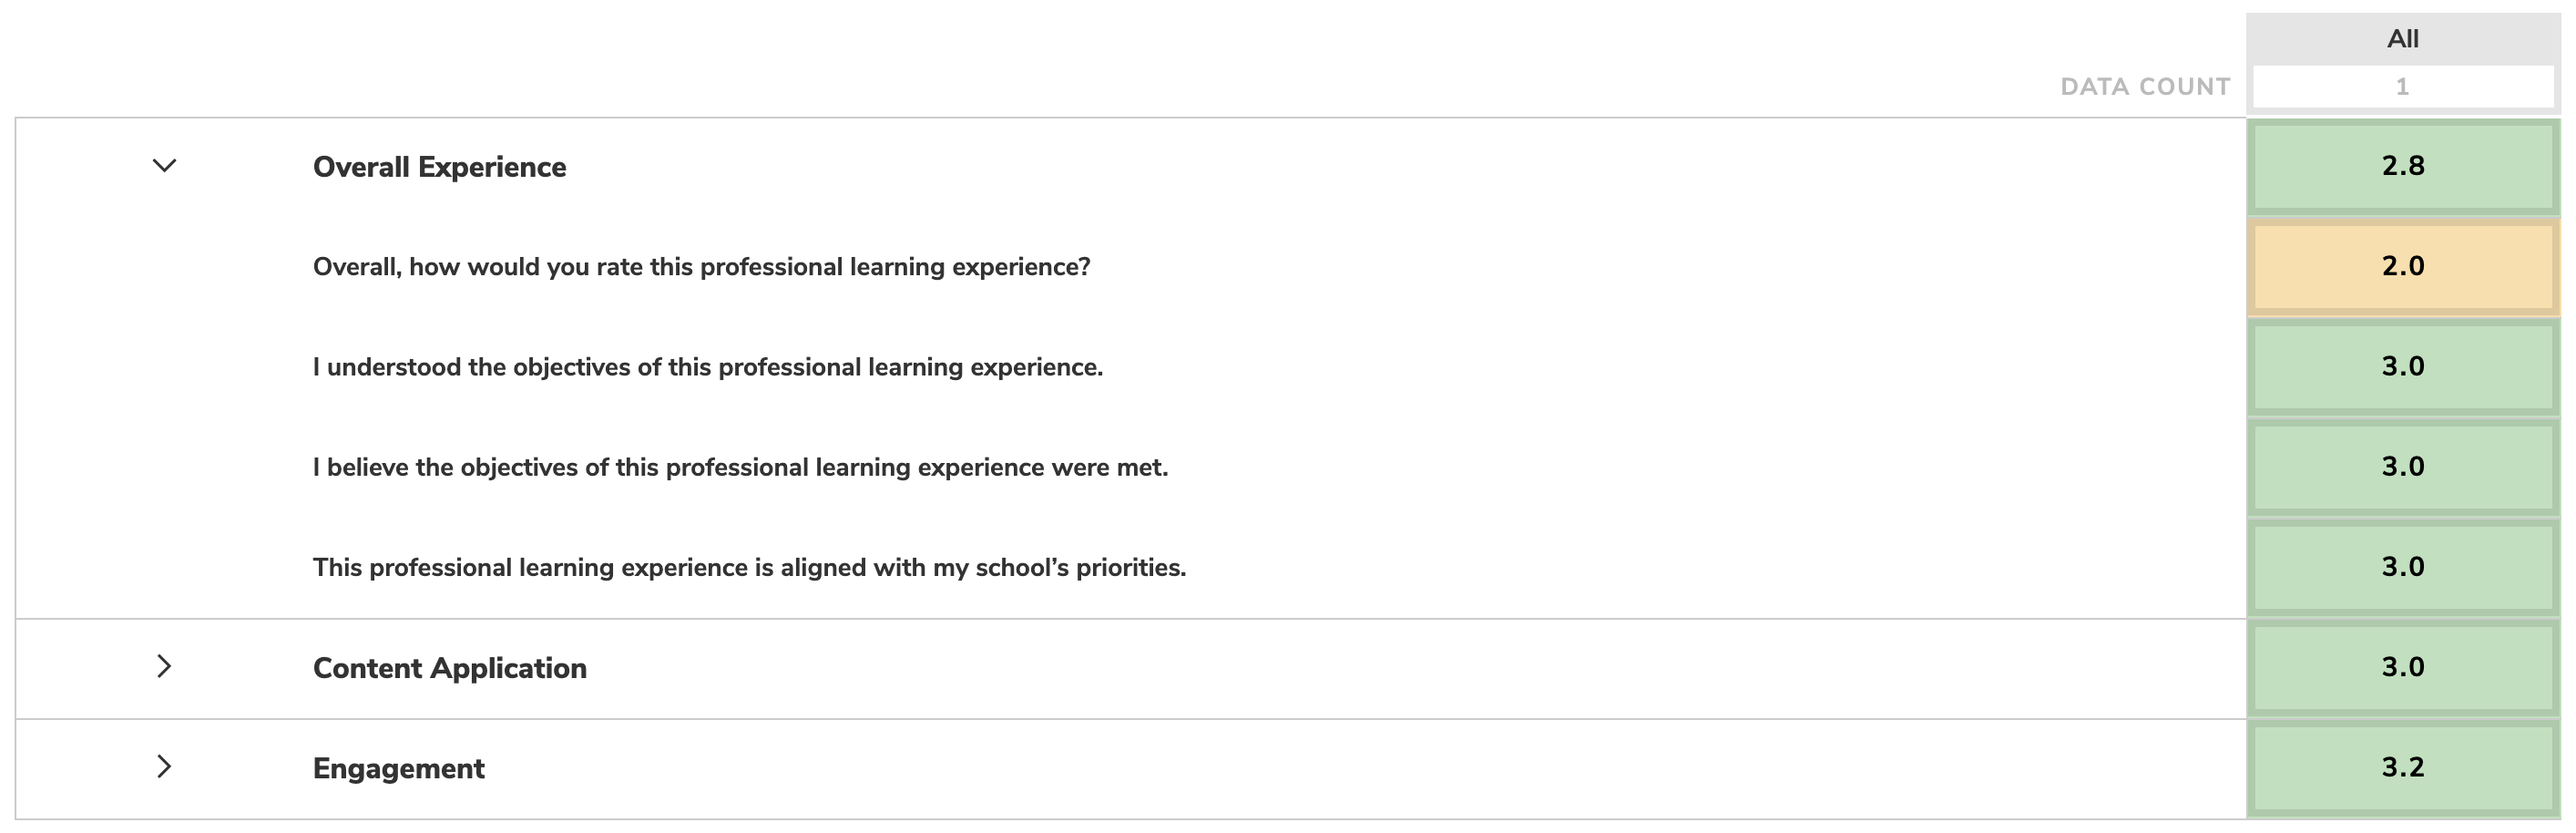 All
DATA COUNT 1
Overall Experience 2.8
Overall, how would you rate this professional learning experience? 2.0
I understood the objectives of this professional learning experience. 3.0
I believe the objectives of this professional learning experience were met. 3.0
This professional learning experience is aligned with my school’s priorities. 3.0
Content Application 3.0
Engagement 3.2